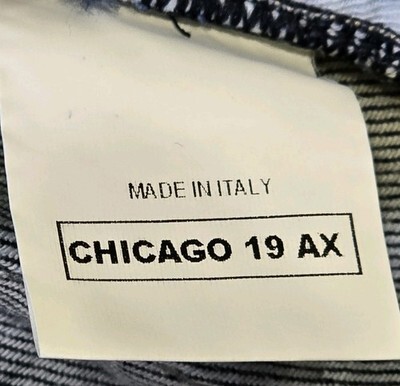 MADE IN ITALY
CHICAGO 19 AX